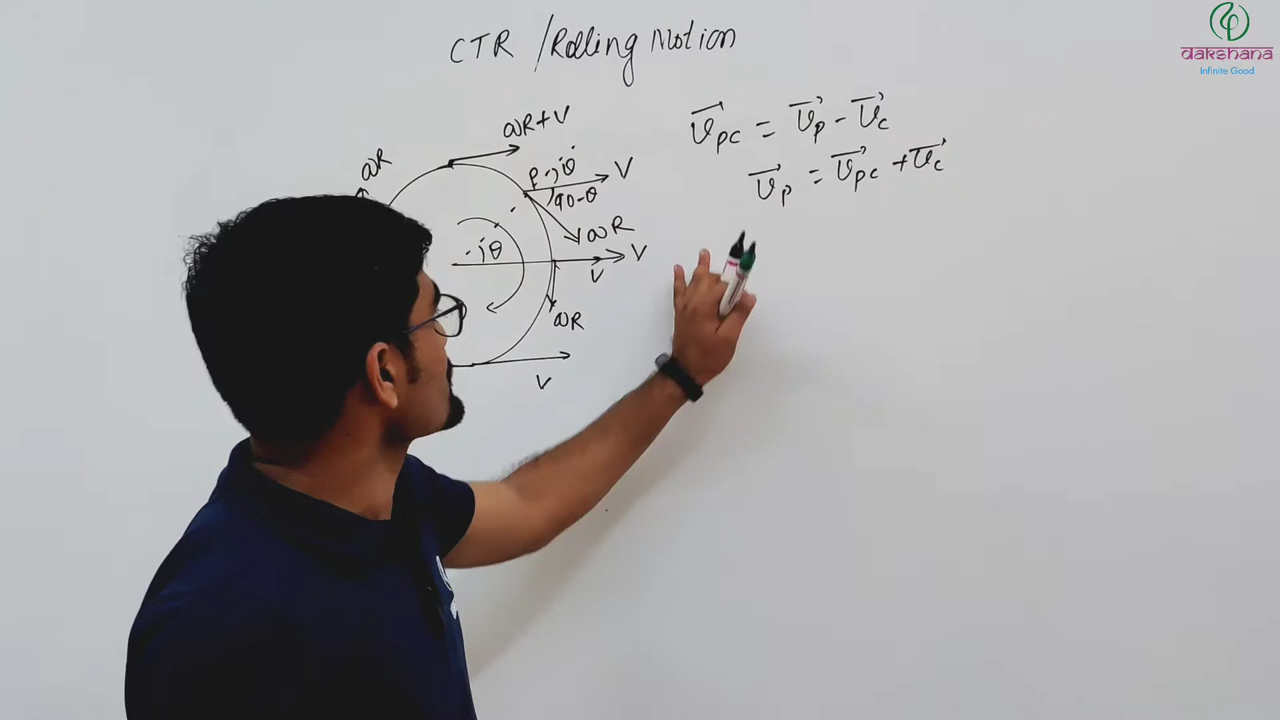 CTR / Rolling Motion
dakshana
Infinite Good
ωR+V
V⃗pc = V⃗p - V⃗c
ωR
P
θ
V
V⃗p = V⃗pc + V⃗c
90-θ
ωR
θ
V
V
ωR
V